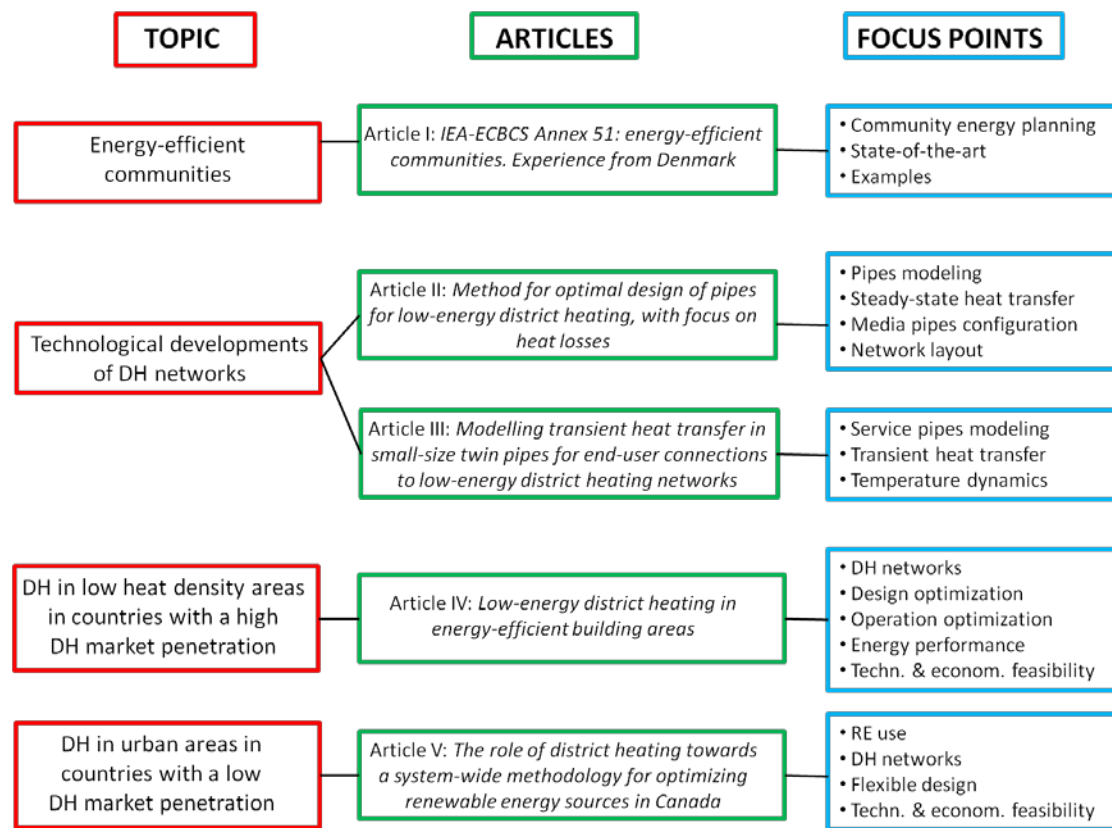 TOPIC
ARTICLES
FOCUS POINTS
Energy-efficient
communities
Article I: IEA-ECBCS Annex 51: energy-efficient
communities. Experience from Denmark
• Community energy planning
• State-of-the-art
• Examples
Technological developments
of DH networks
Article II: Method for optimal design of pipes
for low-energy district heating, with focus on
heat losses
• Pipes modeling
• Steady-state heat transfer
• Media pipes configuration
• Network layout
Article III: Modelling transient heat transfer in
small-size twin pipes for end-user connections
to low-energy district heating networks
• Service pipes modeling
• Transient heat transfer
• Temperature dynamics
DH in low heat density areas
in countries with a high
DH market penetration
Article IV: Low-energy district heating in
energy-efficient building areas
• DH networks
• Design optimization
• Operation optimization
• Energy performance
• Techn. & econom. feasibility
DH in urban areas in
countries with a low
DH market penetration
Article V: The role of district heating towards
a system-wide methodology for optimizing
renewable energy sources in Canada
• RE use
• DH networks
• Flexible design
• Techn. & econom. feasibility